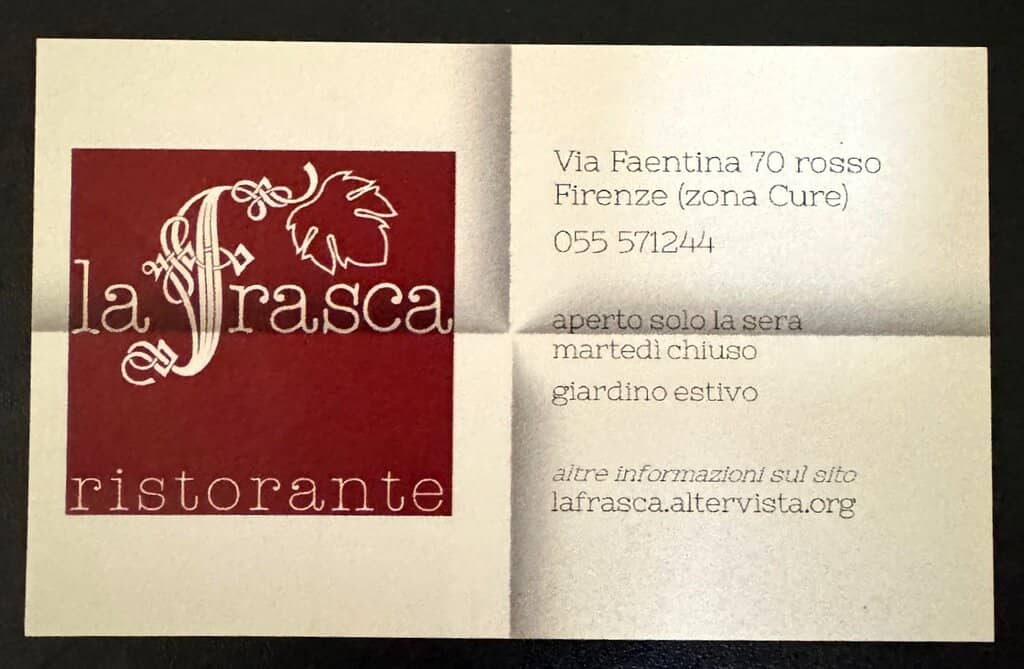 la frasca
ristorante
Via Faentina 70 rosso
Firenze (zona Cure)
055 571244
aperto solo la sera
martedì chiuso
giardino estivo
altre informazioni sul sito
lafrasca.altervista.org